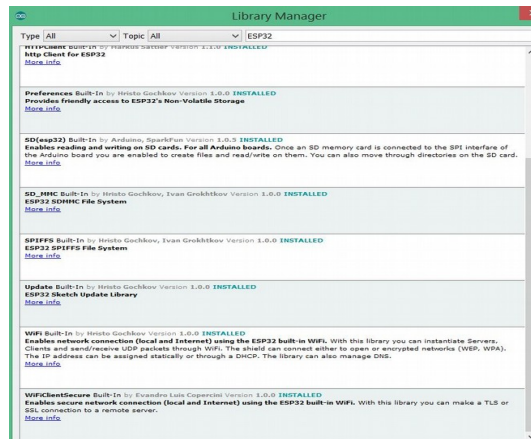 Library Manager
Type All Topic All ESP32
HTTPClient Built-In by Markus Sattler Version 1.1.0 INSTALLED
http Client for ESP32
More info
Preferences Built-In by Hristo Gochkov Version 1.0.0 INSTALLED
Provides friendly access to ESP32's Non-Volatile Storage
More info
SD(esp32) Built-In by Arduino, SparkFun Version 1.0.5 INSTALLED
Enables reading and writing on SD cards. For all Arduino boards. Once an SD memory card is connected to the SPI interfare of
the Arduino board you are enabled to create files and read/write on them. You can also move through directories on the SD card.
More info
SD_MMC Built-In by Hristo Gochkov, Ivan Grokhtkov Version 1.0.0 INSTALLED
ESP32 SDMMC File System
More info
SPIFFS Built-In by Hristo Gochkov, Ivan Grokhtkov Version 1.0.0 INSTALLED
ESP32 SPIFFS File System
More info
Update Built-In by Hristo Gochkov Version 1.0.0 INSTALLED
ESP32 Sketch Update Library
More info
WiFi Built-In by Hristo Gochkov Version 1.0.0 INSTALLED
Enables network connection (local and Internet) using the ESP32 built-in WiFi. With this library you can instantiate Servers,
Clients and send/receive UDP packets through WiFi. The shield can connect either to open or encrypted networks (WEP, WPA).
The IP address can be assigned statically or through a DHCP. The library can also manage DNS.
More info
WiFiClientSecure Built-In by Evandro Luis Copercini Version 1.0.0 INSTALLED
Enables secure network connection (local and Internet) using the ESP32 built-in WiFi. With this library you can make a TLS or
SSL connection to a remote server.
More info